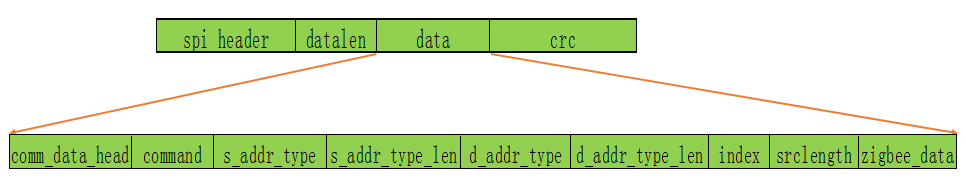 spi header datalen data crc
comm_data_head command s_addr_type s_addr_type_len d_addr_type d_addr_type_len index srclength zigbee_data